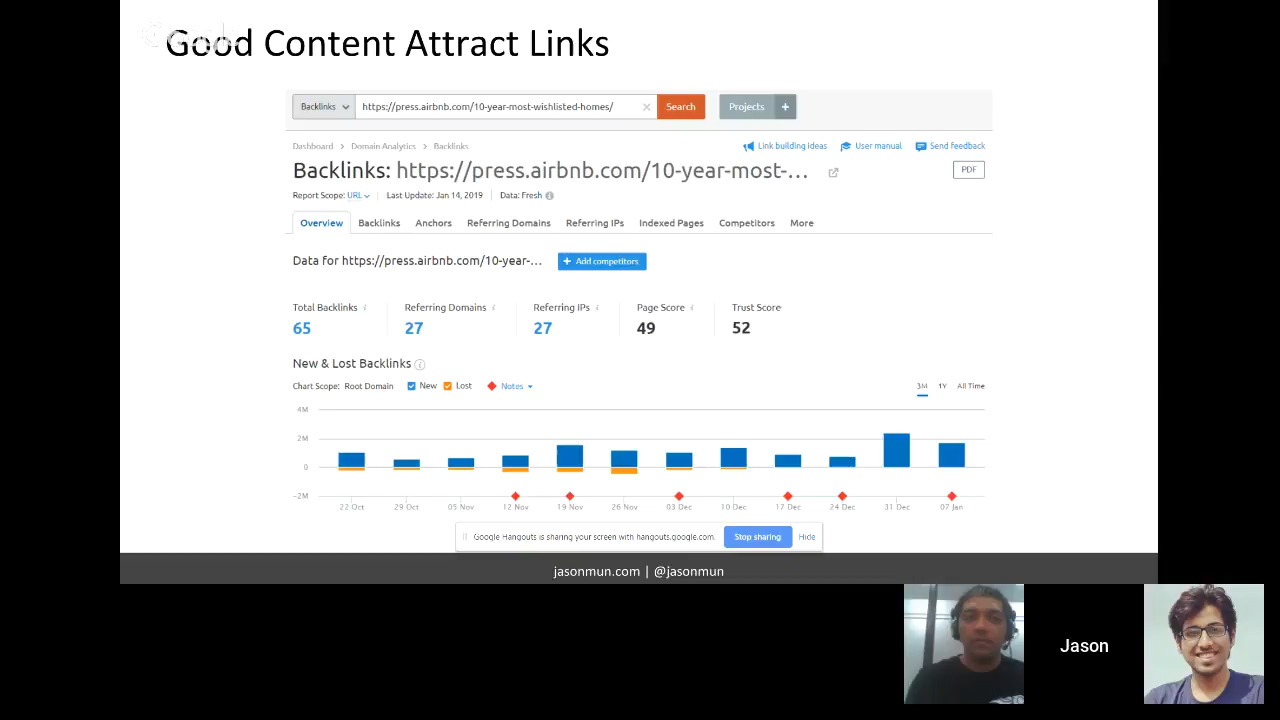 Good Content Attract Links
Google
Backlinks https://press.airbnb.com/10-year-most-wishlisted-homes/ × Search Projects +
Dashboard > Domain Analytics > Backlinks Link building ideas User manual Send feedback
Backlinks: https://press.airbnb.com/10-year-most-... PDF
Report Scope: URL Last Update: Jan 14, 2019 Data: Fresh i
Overview Backlinks Anchors Referring Domains Referring IPs Indexed Pages Competitors More
Data for https://press.airbnb.com/10-year-... + Add competitors
Total Backlinks i Referring Domains i Referring IPs i Page Score i Trust Score
65 27 27 49 52
New & Lost Backlinks i
Chart Scope: Root Domain New Lost Notes 3M 1Y All Time
4M
2M
0
-2M
22 Oct 29 Oct 05 Nov 12 Nov 19 Nov 26 Nov 03 Dec 10 Dec 17 Dec 24 Dec 31 Dec 07 Jan
Google Hangouts is sharing your screen with hangouts.google.com. Stop sharing Hide
jasonmun.com | @jasonmun
Jason